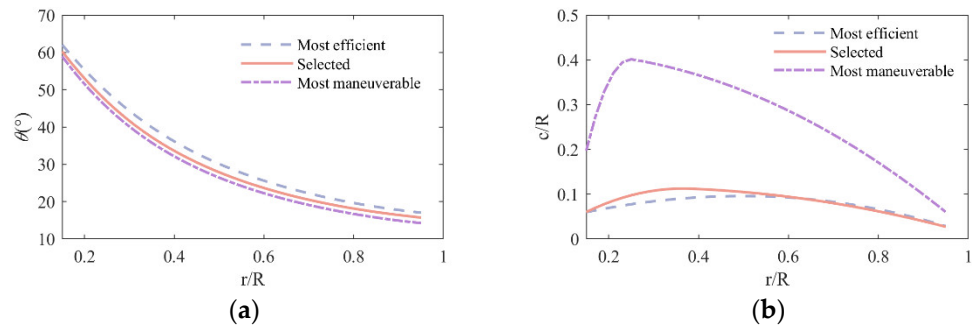 70
60
50
40
30
20
10
θ(°)
Most efficient
Selected
Most maneuverable
0.2
0.4
0.6
0.8
1
r/R
(a)
0.5
0.4
0.3
0.2
0.1
0
c/R
Most efficient
Selected
Most maneuverable
0.2
0.4
0.6
0.8
1
r/R
(b)